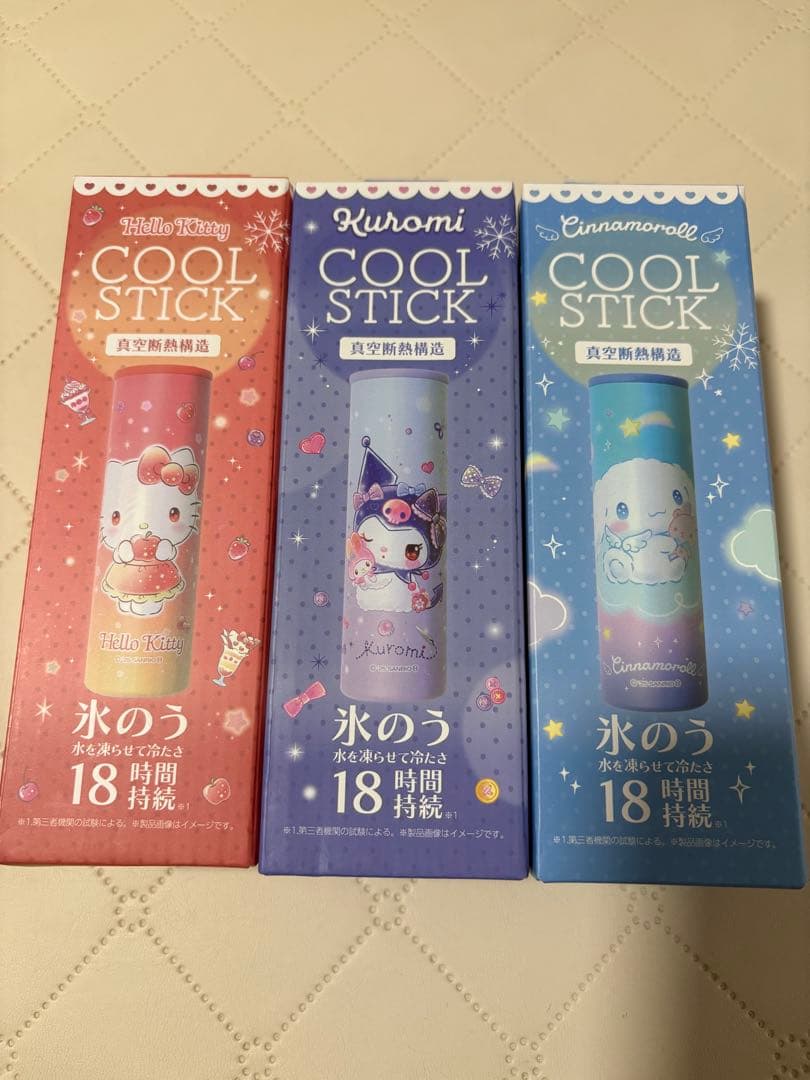 Hello Kitty
COOL
STICK
真空断熱構造
Hello Kitty
氷のう
水を凍らせて冷たさ
18時間
持続※1
※1.第三者機関の試験による。※製品画像はイメージです。
Kuromi
COOL
STICK
真空断熱構造
Kuromi
氷のう
水を凍らせて冷たさ
18時間
持続※1
※1.第三者機関の試験による。※製品画像はイメージです。
Cinnamoroll
COOL
STICK
真空断熱構造
Cinnamoroll
氷のう
水を凍らせて冷たさ
18時間
持続※1
※1.第三者機関の試験による。※製品画像はイメージです。